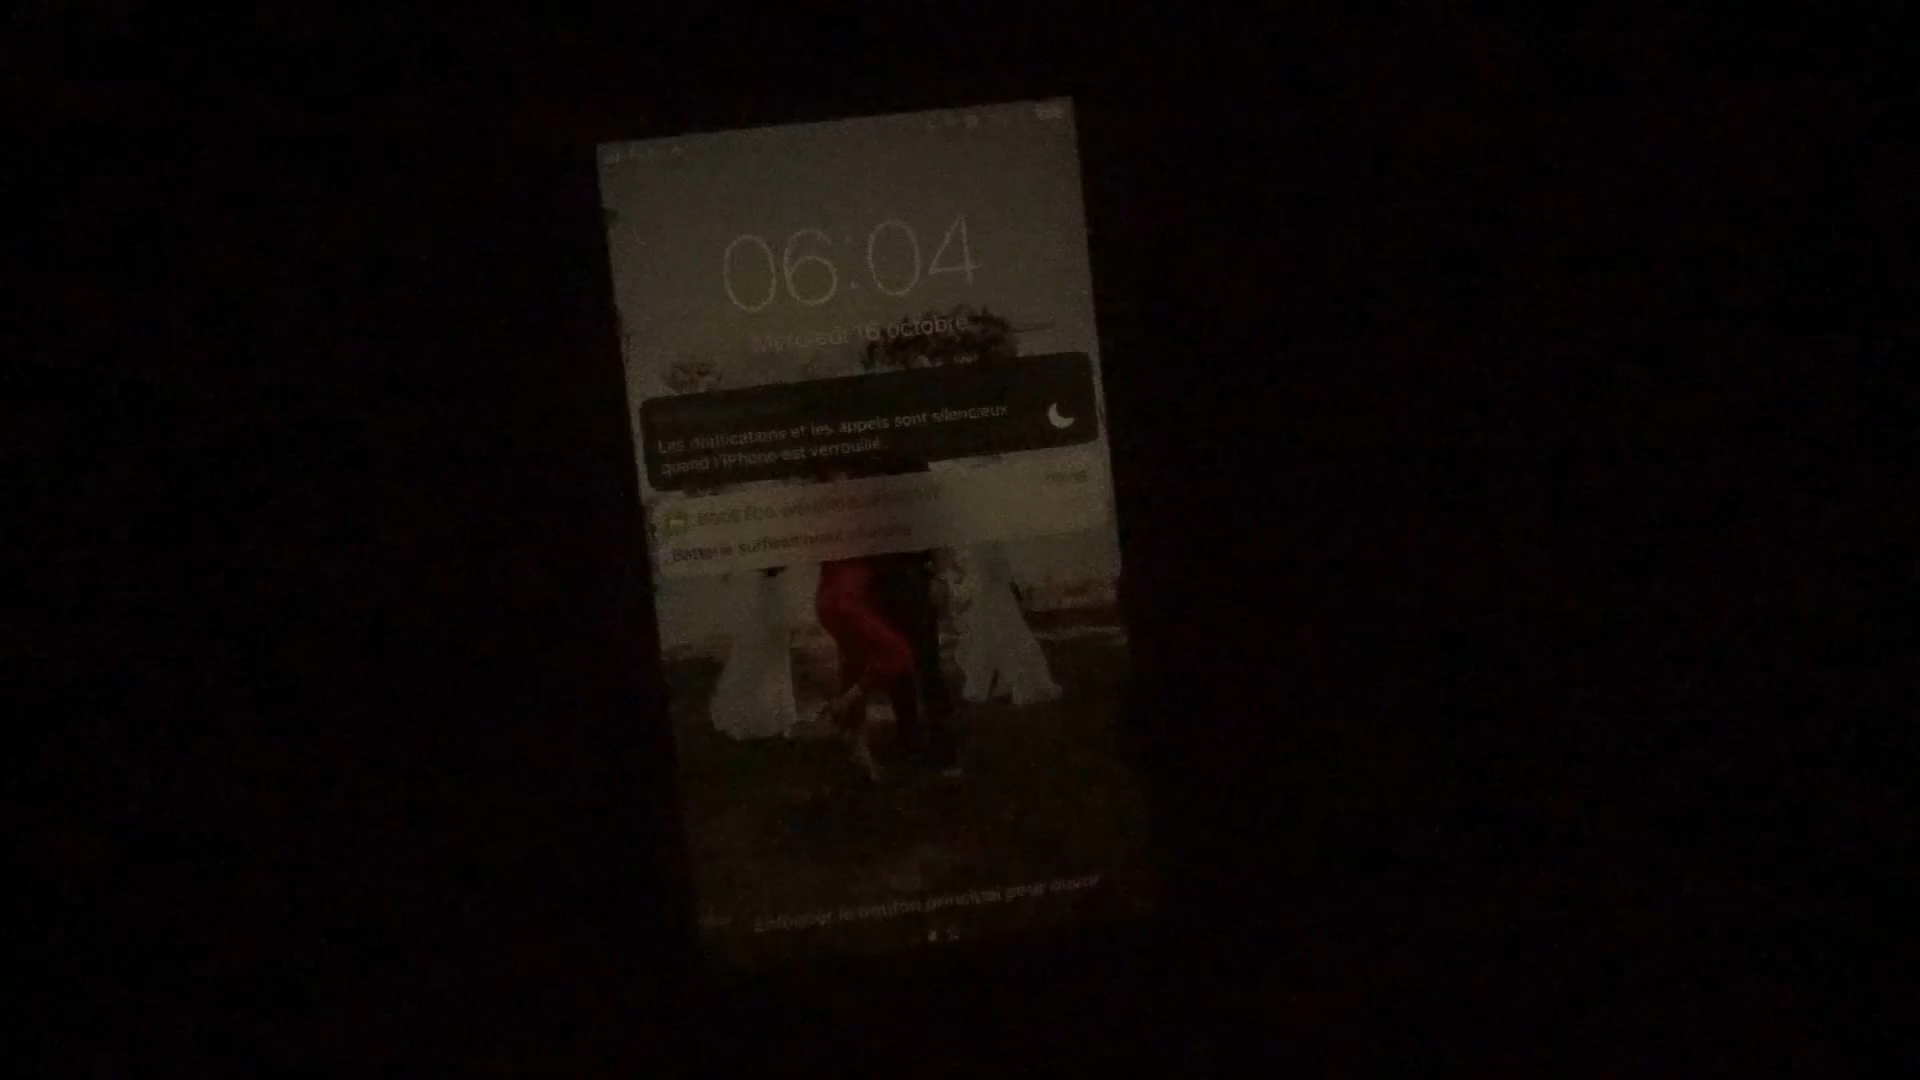 06:04
Mercredi 16 octobre
Les notifications et les appels sont silencieux
quand l'iPhone est verrouillé.
Batterie suffisamment
Enfoncer le bouton principal pour ouvrir